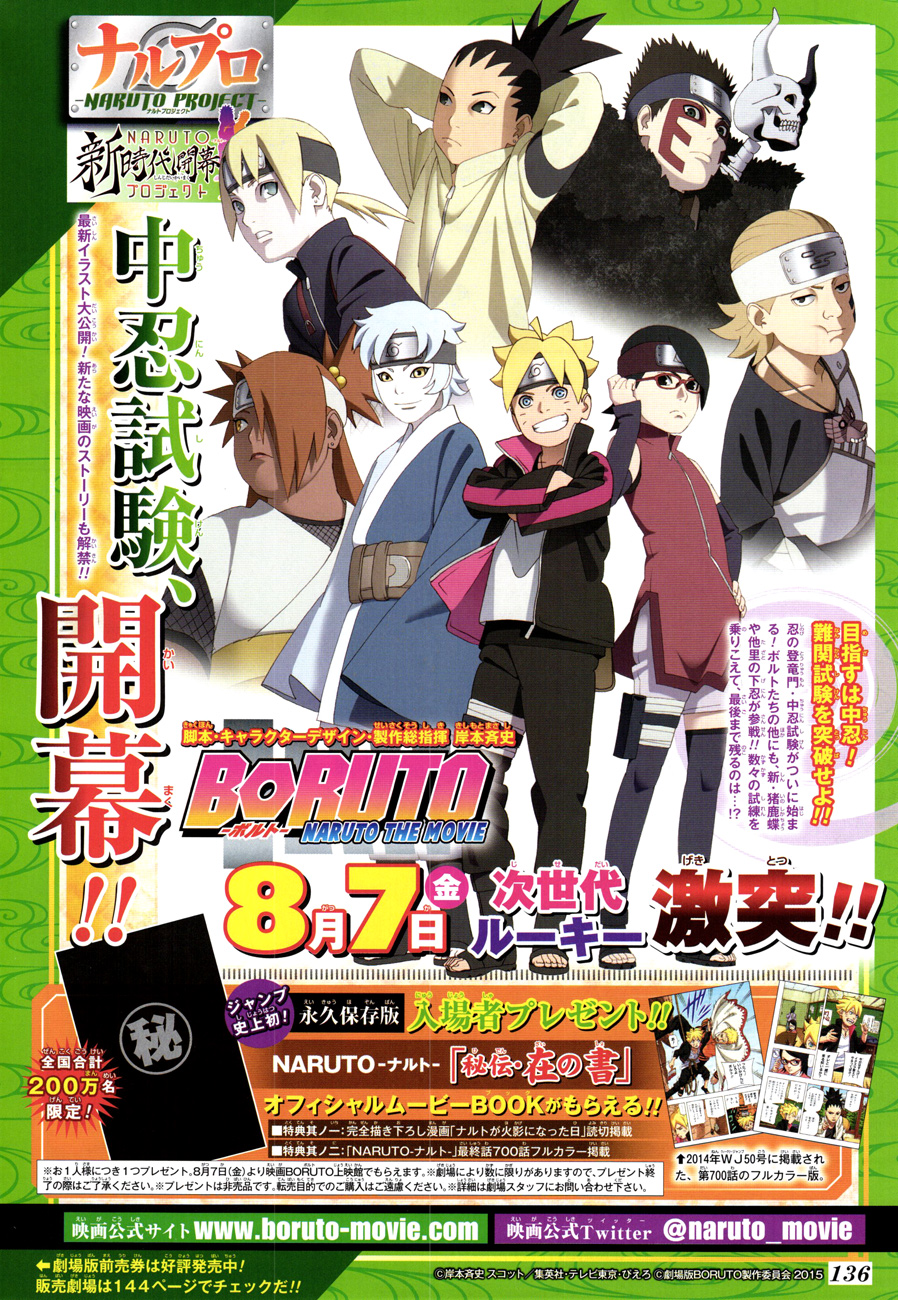 ナルプロ
-NARUTO PROJECT-
ナルトプロジェクト
NARUTO
新時代開幕
プロジェクト
最新イラスト大公開!新たな映画のストーリーも解禁!!
中忍試験、
開幕!!
目指すは中忍!
難関試験を突破せよ!!
忍の登竜門・中忍試験がついに始ま
る!ボルトたちの他にも、新・猪鹿蝶
や他里の下忍が参戦!!数々の試練を
乗りこえて、最後まで残るのは…!?
脚本・キャラクターデザイン・製作総指揮 岸本斉史
BORUTO
-ボルト-
NARUTO THE MOVIE
8月7日金
次世代
ルーキー
激突!!
秘
全国合計
200万名
限定!
ジャンプ
史上初!
永久保存版
入場者プレゼント!!
NARUTO-ナルト-「秘伝・在の書」
オフィシャルムービーBOOKがもらえる!!
■特典其ノ一:完全描き下ろし漫画「ナルトが火影になった日」読切掲載
■特典其ノ二:「NARUTO-ナルト-」最終話700話フルカラー掲載
⬆2014年WJ50号に掲載され
た、第700話のフルカラー版。
※お1人様につき1つプレゼント。8月7日(金)より映画BORUTO上映館でもらえます。※劇場により数に限りがありますので、プレゼント終
了の際はご了承ください。※プレゼントは非売品です。転売目的でのご購入はご遠慮ください。※詳細は劇場スタッフにお問い合わせ下さい。
映画公式サイト www.boruto-movie.com
映画公式Twitter @naruto_movie
←劇場版前売券は好評発売中!
販売劇場は144ページでチェックだ!!
©岸本斉史 スコット/集英社・テレビ東京・ぴえろ ©劇場版BORUTO製作委員会 2015
136